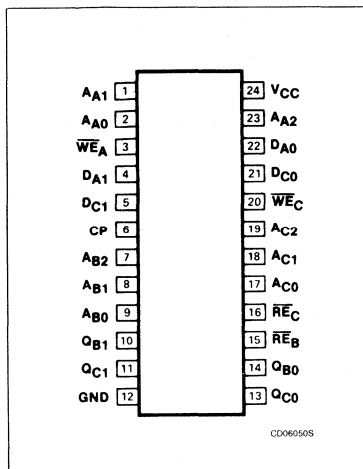 AA1 1 24 VCC
AA0 2 23 AA2
WEA 3 22 DA0
DA1 4 21 DC0
DC1 5 20 WEC
CP 6 19 AC2
AB2 7 18 AC1
AB1 8 17 AC0
AB0 9 16 REC
QB1 10 15 REB
QC1 11 14 QB0
GND 12 13 QC0
CD06050S